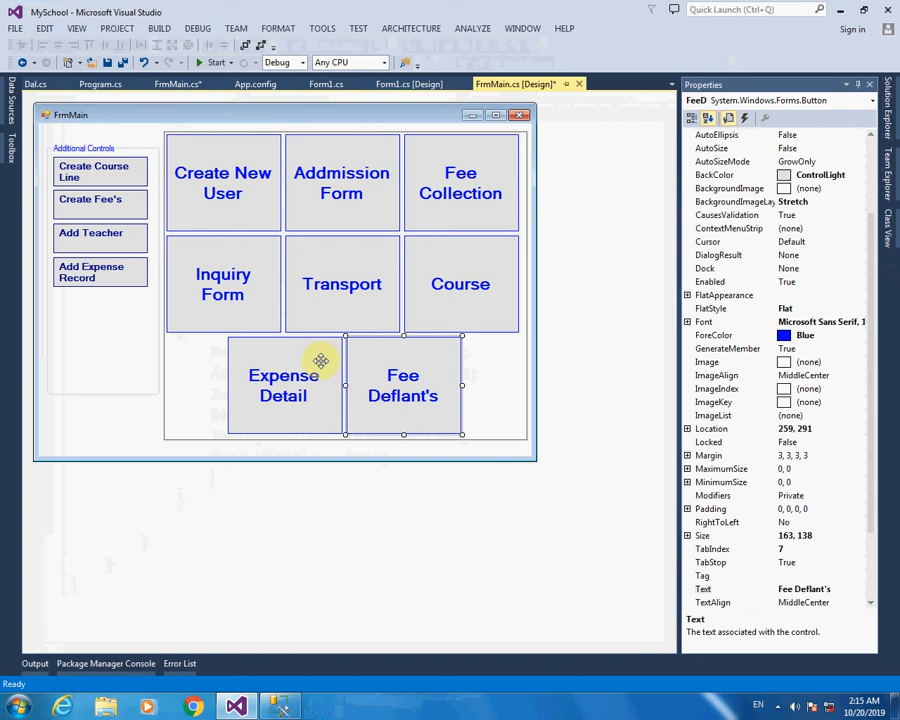 MySchool - Microsoft Visual Studio
Quick Launch (Ctrl+Q)
FILE EDIT VIEW PROJECT BUILD DEBUG TEAM FORMAT TOOLS TEST ARCHITECTURE ANALYZE WINDOW HELP
Sign in
Start Debug Any CPU
Dal.cs Program.cs FrmMain.cs* App.config Form1.cs Form1.cs [Design] FrmMain.cs [Design]*
Data Sources
Toolbox
FrmMain
Additional Controls
Create Course
Line
Create Fee's
Add Teacher
Add Expense
Record
Create New
User
Addmission
Form
Fee
Collection
Inquiry
Form
Transport
Course
Expense
Detail
Fee
Deflant's
Properties
FeeD System.Windows.Forms.Button
AutoEllipsis False
AutoSize False
AutoSizeMode GrowOnly
BackColor ControlLight
BackgroundImage (none)
BackgroundImageLay Stretch
CausesValidation True
ContextMenuStrip (none)
Cursor Default
DialogResult None
Dock None
Enabled True
FlatAppearance
FlatStyle Flat
Font Microsoft Sans Serif, 1
ForeColor Blue
GenerateMember True
Image (none)
ImageAlign MiddleCenter
ImageIndex (none)
ImageKey (none)
ImageList (none)
Location 259, 291
Locked False
Margin 3, 3, 3, 3
MaximumSize 0, 0
MinimumSize 0, 0
Modifiers Private
Padding 0, 0, 0, 0
RightToLeft No
Size 163, 138
TabIndex 7
TabStop True
Tag
Text Fee Deflant's
TextAlign MiddleCenter
Text
The text associated with the control.
Solution Explorer
Team Explorer
Class View
Output Package Manager Console Error List
Ready
EN
2:15 AM
10/20/2019